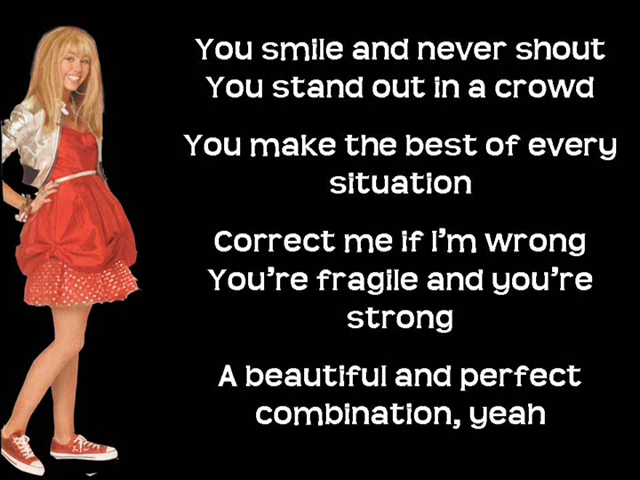 You smile and never shout
You stand out in a crowd
You make the best of every
situation
Correct me if I'm wrong
You're fragile and you're
strong
A beautiful and perfect
combination, yeah